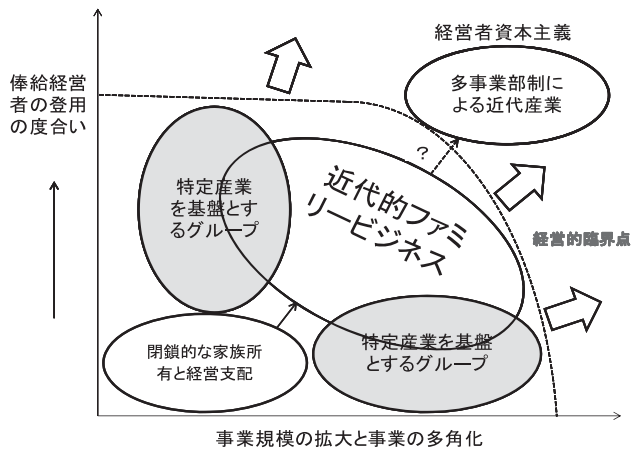 経営者資本主義
多事業部制に
よる近代産業
俸給経営
者の登用
の度合い
?
特定産業
を基盤とす
るグループ
近代的ファミ
リービジネス
経営的臨界点
閉鎖的な家族所
有と経営支配
特定産業を基盤
とするグループ
事業規模の拡大と事業の多角化